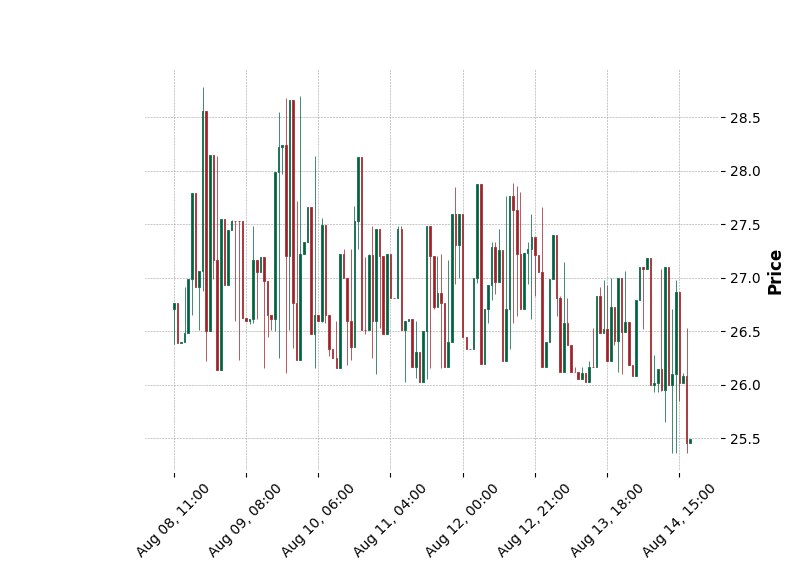 28.5
28.0
27.5
27.0
26.5
26.0
25.5
Price
Aug 08, 11:00
Aug 09, 08:00
Aug 10, 06:00
Aug 11, 04:00
Aug 12, 00:00
Aug 12, 21:00
Aug 13, 18:00
Aug 14, 15:00